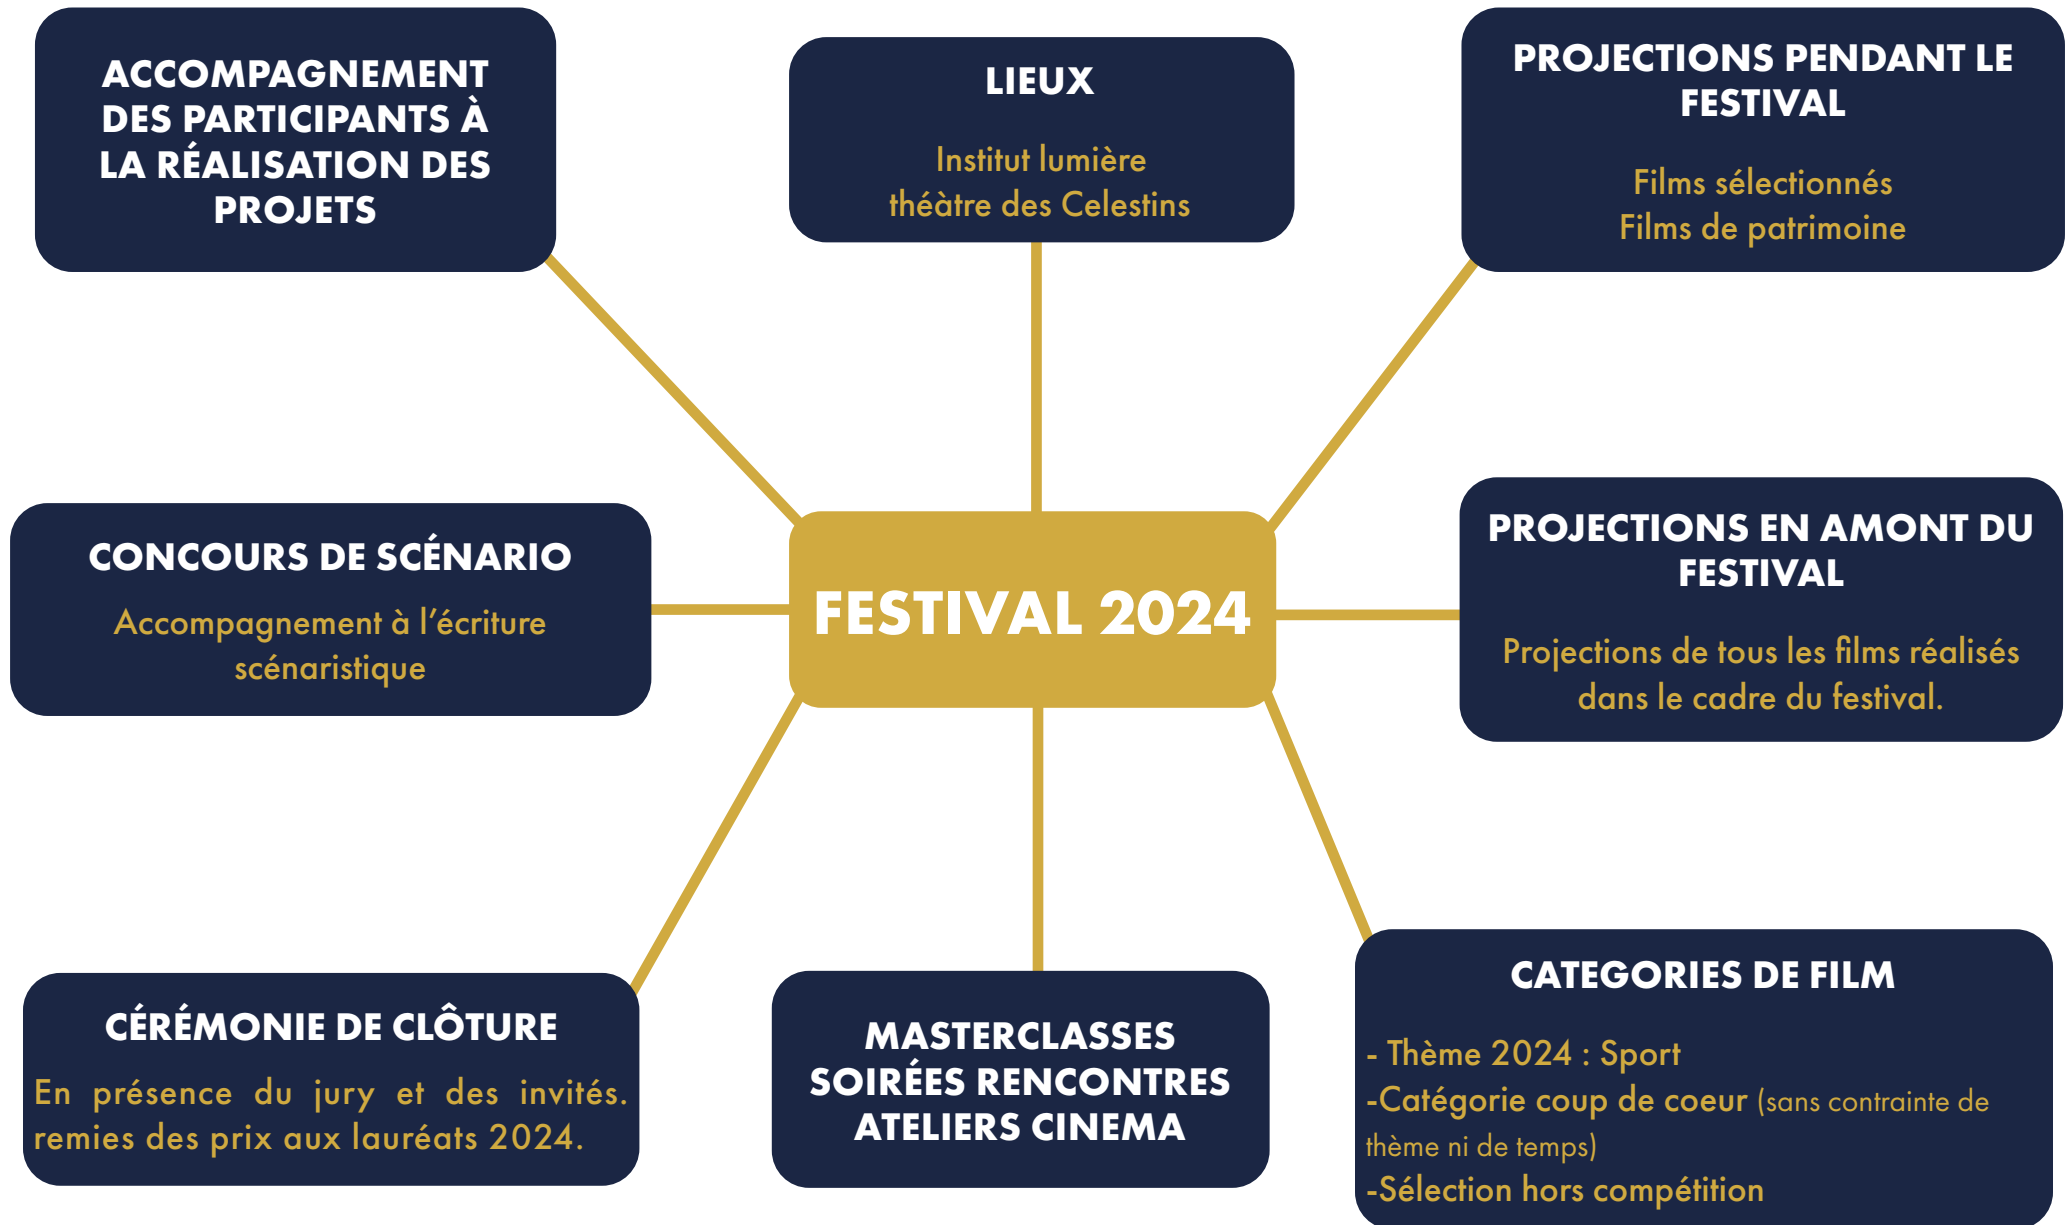 ACCOMPAGNEMENT
DES PARTICIPANTS À
LA RÉALISATION DES
PROJETS
LIEUX
Institut lumière
théàtre des Celestins
PROJECTIONS PENDANT LE
FESTIVAL
Films sélectionnés
Films de patrimoine
CONCOURS DE SCÉNARIO
Accompagnement à l'écriture
scénaristique
FESTIVAL 2024
PROJECTIONS EN AMONT DU
FESTIVAL
Projections de tous les films réalisés
dans le cadre du festival.
CÉRÉMONIE DE CLÔTURE
En présence du jury et des invités.
remies des prix aux lauréats 2024.
MASTERCLASSES
SOIRÉES RENCONTRES
ATELIERS CINEMA
CATEGORIES DE FILM
- Thème 2024 : Sport
-Catégorie coup de coeur (sans contrainte de
thème ni de temps)
-Sélection hors compétition